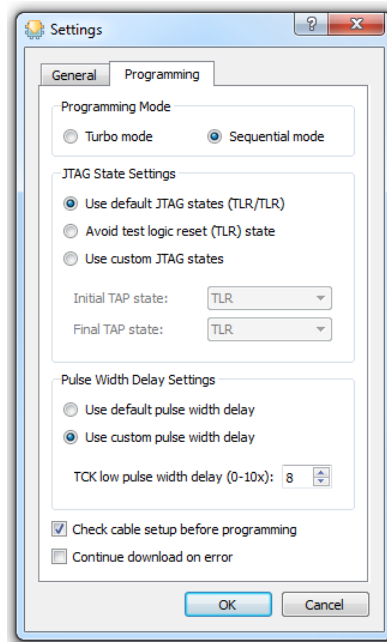 Settings
General Programming
Programming Mode
Turbo mode Sequential mode
JTAG State Settings
Use default JTAG states (TLR/TLR)
Avoid test logic reset (TLR) state
Use custom JTAG states
Initial TAP state: TLR
Final TAP state: TLR
Pulse Width Delay Settings
Use default pulse width delay
Use custom pulse width delay
TCK low pulse width delay (0-10x): 8
Check cable setup before programming
Continue download on error
OK Cancel